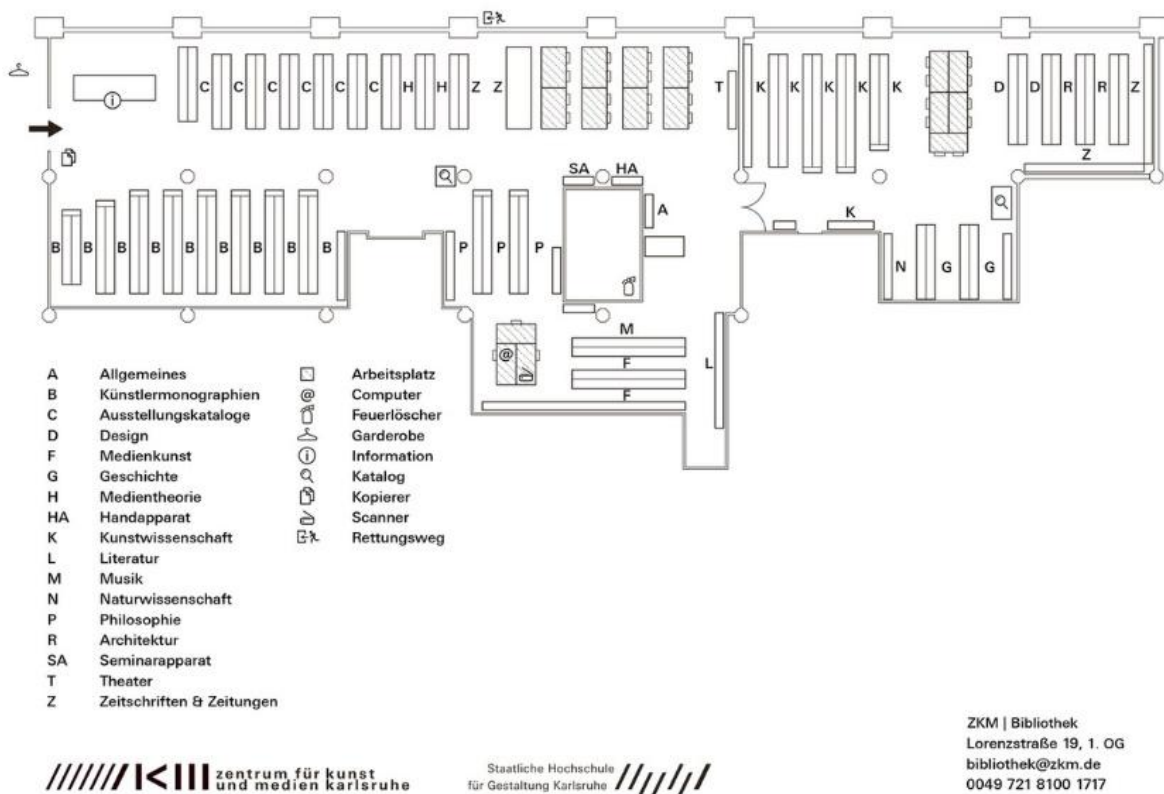 C C C C C C H H Z Z T K K K K K D D R R Z
i
Z
SA HA
A
K
B B B B B B B B B P P P
N G G
M
@
F
L
F
A Allgemeines
B Künstlermonographien
C Ausstellungskataloge
D Design
F Medienkunst
G Geschichte
H Medientheorie
HA Handapparat
K Kunstwissenschaft
L Literatur
M Musik
N Naturwissenschaft
P Philosophie
R Architektur
SA Seminarapparat
T Theater
Z Zeitschriften & Zeitungen
Arbeitsplatz
@ Computer
Feuerlöscher
Garderobe
i Information
Katalog
Kopierer
Scanner
Rettungsweg
zentrum für kunst
und medien karlsruhe
Staatliche Hochschule
für Gestaltung Karlsruhe
ZKM | Bibliothek
Lorenzstraße 19, 1. OG
bibliothek@zkm.de
0049 721 8100 1717